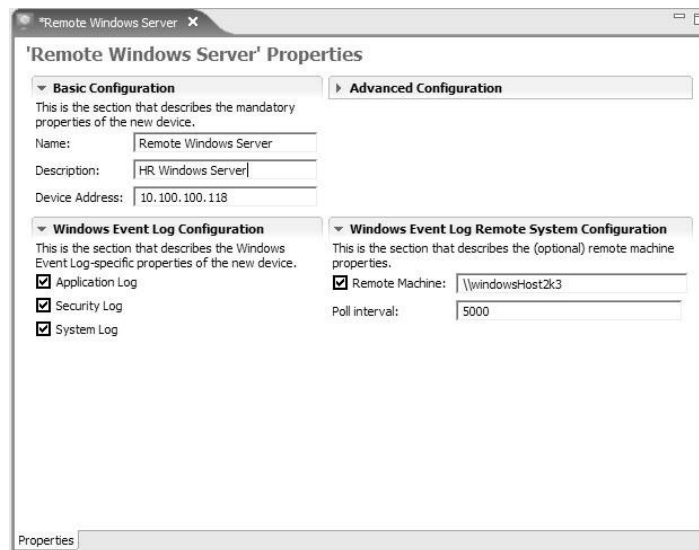 *Remote Windows Server
'Remote Windows Server' Properties
Basic Configuration
This is the section that describes the mandatory
properties of the new device.
Name: Remote Windows Server
Description: HR Windows Server
Device Address: 10.100.100.118
Advanced Configuration
Windows Event Log Configuration
This is the section that describes the Windows
Event Log-specific properties of the new device.
Application Log
Security Log
System Log
Windows Event Log Remote System Configuration
This is the section that describes the (optional) remote machine
properties.
Remote Machine: \\windowsHost2k3
Poll interval: 5000
Properties